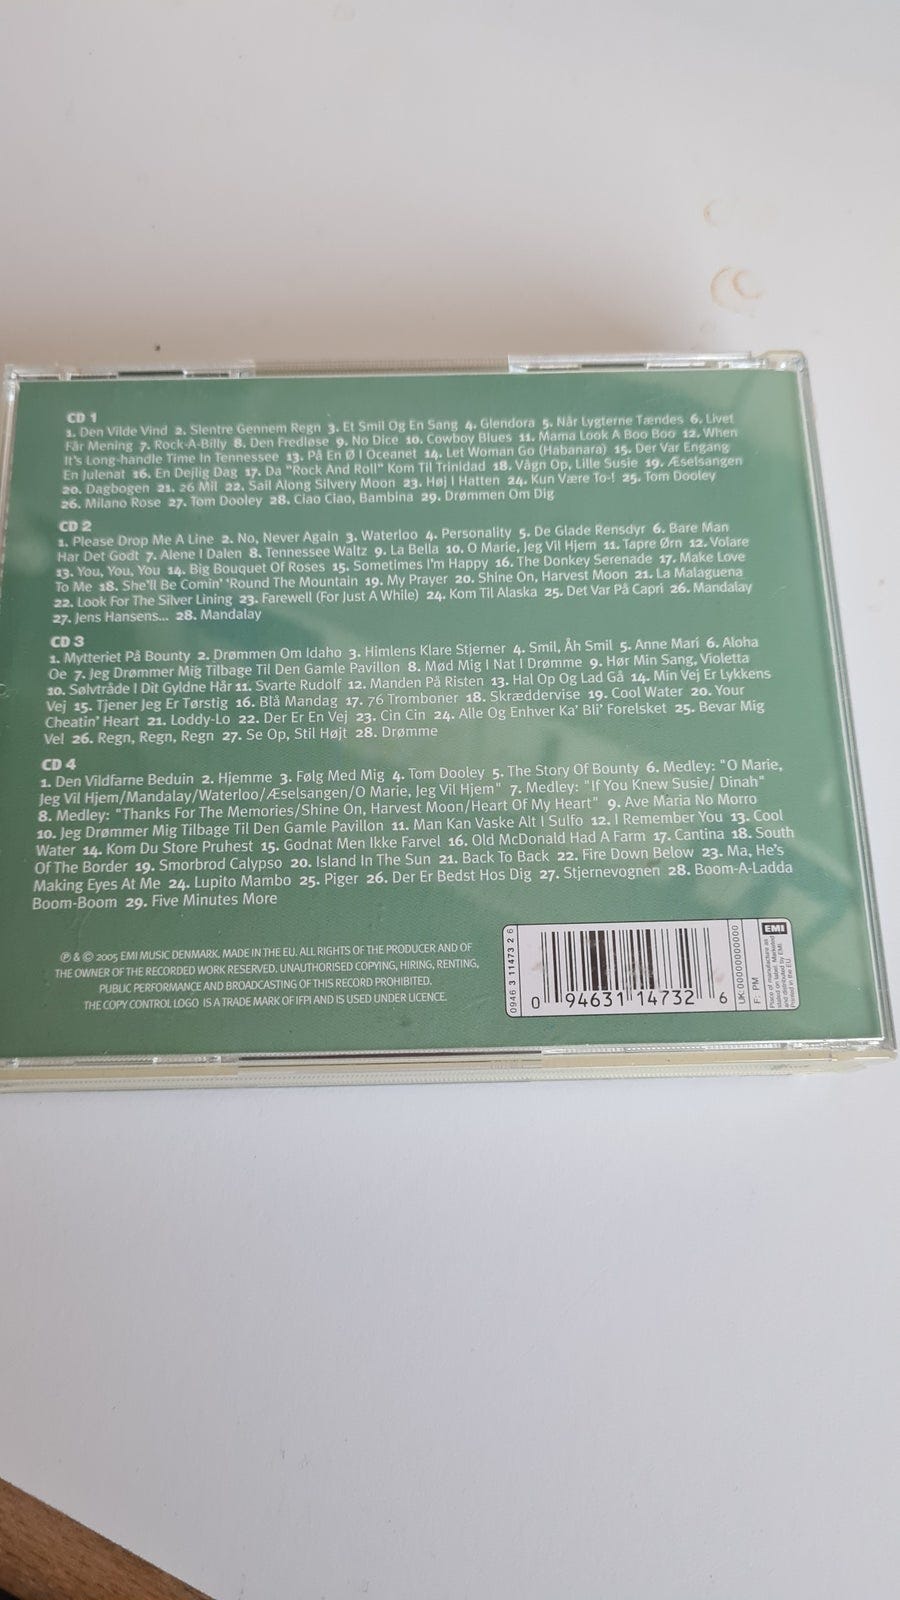 CD 1
1. Den Vilde Vind 2. Slentre Gennem Regn 3. Et Smil Og En Sang 4. Glendora 5. Når Lygterne Tændes 6. Livet
Får Mening 7. Rock-A-Billy 8. Den Fredløse 9. No Dice 10. Cowboy Blues 11. Mama Look A Boo Boo 12. When
It's Long-handle Time In Tennessee 13. På En Ø I Oceanet 14. Let Woman Go (Habanara) 15. Der Var Engang
En Julenat 16. En Dejlig Dag 17. Da "Rock And Roll" Kom Til Trinidad 18. Vågn Op, Lille Susie 19. Æselsangen
20. Dagbogen 21. 26 Mil 22. Sail Along Silvery Moon 23. Høj I Hatten 24. Kun Være To-! 25. Tom Dooley
26. Milano Rose 27. Tom Dooley 28. Ciao Ciao, Bambina 29. Drømmen Om Dig
CD 2
1. Please Drop Me A Line 2. No, Never Again 3. Waterloo 4. Personality 5. De Glade Rensdyr 6. Bare Man
Har Det Godt 7. Alene I Dalen 8. Tennessee Waltz 9. La Bella 10. O Marie, Jeg Vil Hjem 11. Tapre Ørn 12. Volare
13. You, You, You 14. Big Bouquet Of Roses 15. Sometimes I'm Happy 16. The Donkey Serenade 17. Make Love
To Me 18. She'll Be Comin' 'Round The Mountain 19. My Prayer 20. Shine On, Harvest Moon 21. La Malaguena
22. Look For The Silver Lining 23. Farewell (For Just A While) 24. Kom Til Alaska 25. Det Var På Capri 26. Mandalay
27. Jens Hansens... 28. Mandalay
CD 3
1. Mytteriet På Bounty 2. Drømmen Om Idaho 3. Himlens Klare Stjerner 4. Smil, Åh Smil 5. Anne Mari 6. Aloha
Oe 7. Jeg Drømmer Mig Tilbage Til Den Gamle Pavillon 8. Mød Mig I Nat I Drømme 9. Hør Min Sang, Violetta
10. Sølvtråde I Dit Gyldne Hår 11. Svarte Rudolf 12. Manden På Risten 13. Hal Op Og Lad Gå 14. Min Vej Er Lykkens
Vej 15. Tjener Jeg Er Tørstig 16. Blå Mandag 17. 76 Tromboner 18. Skræddervise 19. Cool Water 20. Your
Cheatin' Heart 21. Loddy-Lo 22. Der Er En Vej 23. Cin Cin 24. Alle Og Enhver Ka' Bli' Forelsket 25. Bevar Mig
Vel 26. Regn, Regn, Regn 27. Se Op, Stil Højt 28. Drømme
CD 4
1. Den Vildfarne Beduin 2. Hjemme 3. Følg Med Mig 4. Tom Dooley 5. The Story Of Bounty 6. Medley: "O Marie,
Jeg Vil Hjem/Mandalay/Waterloo/Æselsangen/O Marie, Jeg Vil Hjem" 7. Medley: "If You Knew Susie/ Dinah"
8. Medley: "Thanks For The Memories/Shine On, Harvest Moon/Heart Of My Heart" 9. Ave Maria No Morro
10. Jeg Drømmer Mig Tilbage Til Den Gamle Pavillon 11. Man Kan Vaske Alt I Sulfo 12. I Remember You 13. Cool
Water 14. Kom Du Store Pruhest 15. Godnat Men Ikke Farvel 16. Old McDonald Had A Farm 17. Cantina 18. South
Of The Border 19. Smorbrod Calypso 20. Island In The Sun 21. Back To Back 22. Fire Down Below 23. Ma, He's
Making Eyes At Me 24. Lupito Mambo 25. Piger 26. Der Er Bedst Hos Dig 27. Stjernevognen 28. Boom-A-Ladda
Boom-Boom 29. Five Minutes More
℗ & © 2005 EMI MUSIC DENMARK. MADE IN THE EU. ALL RIGHTS OF THE PRODUCER AND OF
THE OWNER OF THE RECORDED WORK RESERVED. UNAUTHORISED COPYING, HIRING, RENTING,
PUBLIC PERFORMANCE AND BROADCASTING OF THIS RECORD PROHIBITED.
THE COPY CONTROL LOGO IS A TRADE MARK OF IFPI AND IS USED UNDER LICENCE.
0946 3 11473 2 6
0 94631 14732 6
UK:000000000000
F: PM
EMI
Place of manufacture as
stated on label. Marketed
and distributed by EMI.
Printed in the EU.